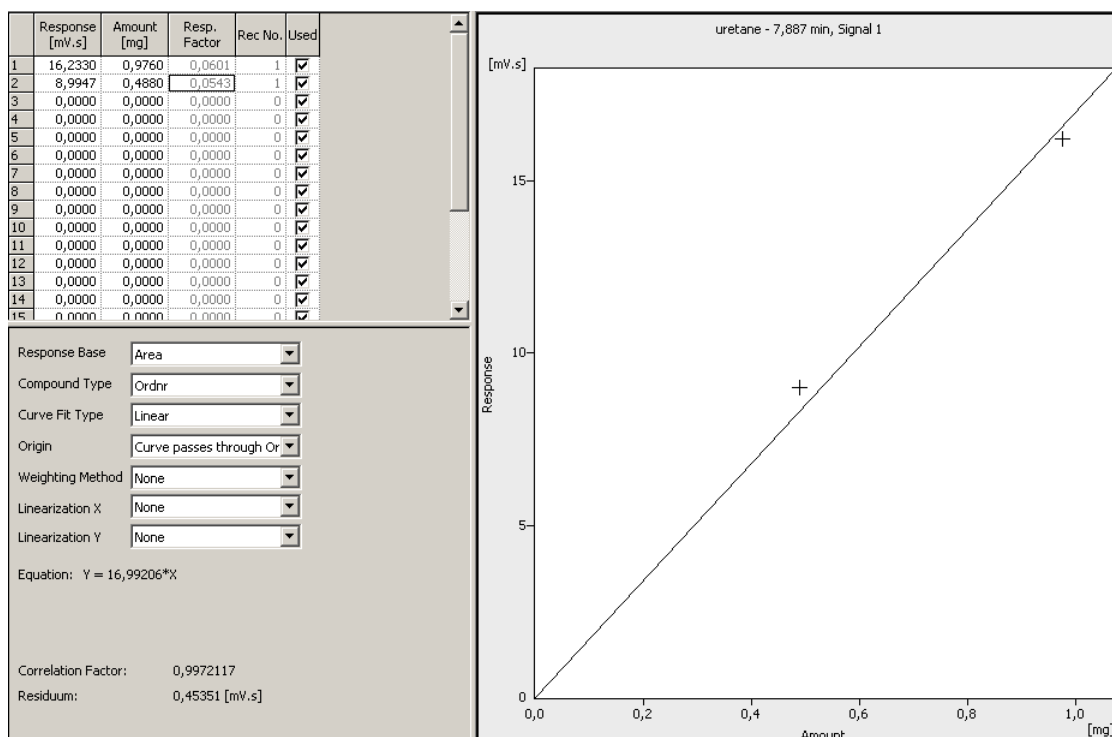 Response [mV.s] Amount [mg] Resp. Factor Rec No. Used
1 16,2330 0,9760 0,0601 1
2 8,9947 0,4880 0,0543 1
3 0,0000 0,0000 0,0000 0
4 0,0000 0,0000 0,0000 0
5 0,0000 0,0000 0,0000 0
6 0,0000 0,0000 0,0000 0
7 0,0000 0,0000 0,0000 0
8 0,0000 0,0000 0,0000 0
9 0,0000 0,0000 0,0000 0
10 0,0000 0,0000 0,0000 0
11 0,0000 0,0000 0,0000 0
12 0,0000 0,0000 0,0000 0
13 0,0000 0,0000 0,0000 0
14 0,0000 0,0000 0,0000 0
15 0,0000 0,0000 0,0000 0
Response Base Area
Compound Type Ordnr
Curve Fit Type Linear
Origin Curve passes through Or
Weighting Method None
Linearization X None
Linearization Y None
Equation: Y = 16,99206*X
Correlation Factor: 0,9972117
Residuum: 0,45351 [mV.s]
uretane - 7,887 min, Signal 1
[mV.s]
15
10
Response
5
0
0,0 0,2 0,4 0,6 0,8 1,0
Amount [mg]